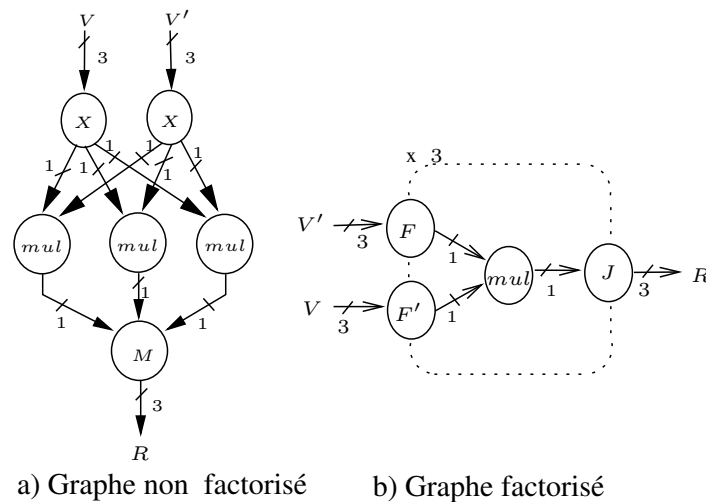 V V′
3 3
X X
1 1 1 1 1 1
mul mul mul
1 1 1
M
3
R
a) Graphe non factorisé
x 3
V′ 3 F 1
mul 1 J 3 R
V 3 F′ 1
b) Graphe factorisé